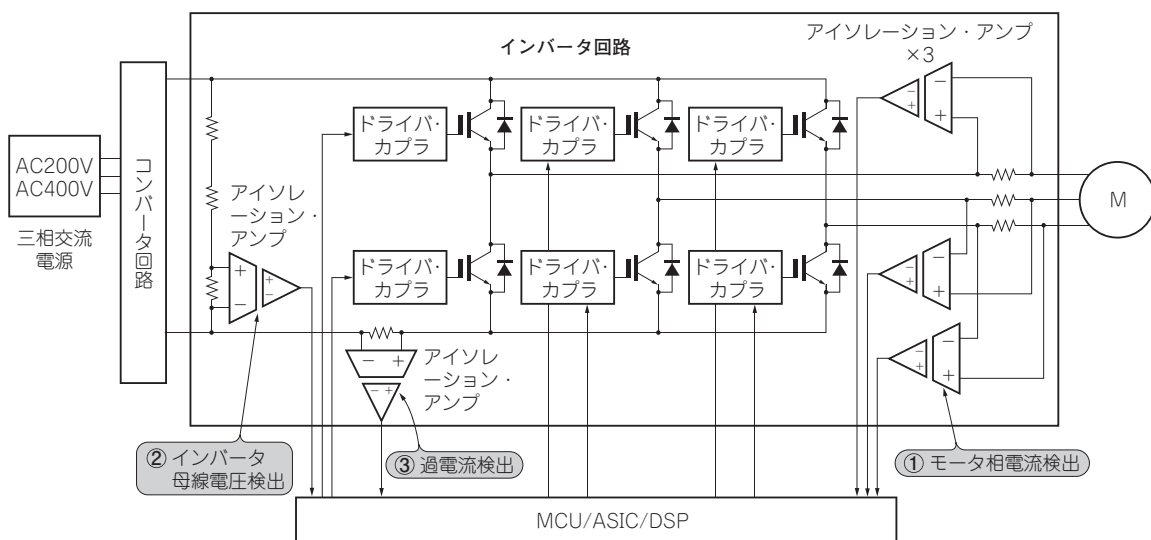 インバータ回路
アイソレーション・アンプ
×3
AC200V
AC400V
三相交流
電源
コンバータ回路
アイソレ
ーション・
アンプ
+
−
+
−
ドライバ・
カプラ
ドライバ・
カプラ
ドライバ・
カプラ
ドライバ・
カプラ
ドライバ・
カプラ
ドライバ・
カプラ
−
+
−
+
M
−
+
−
+
−
+
−
+
− +
− +
アイソレ
ーション・
アンプ
② インバータ
母線電圧検出
③ 過電流検出
① モータ相電流検出
MCU/ASIC/DSP